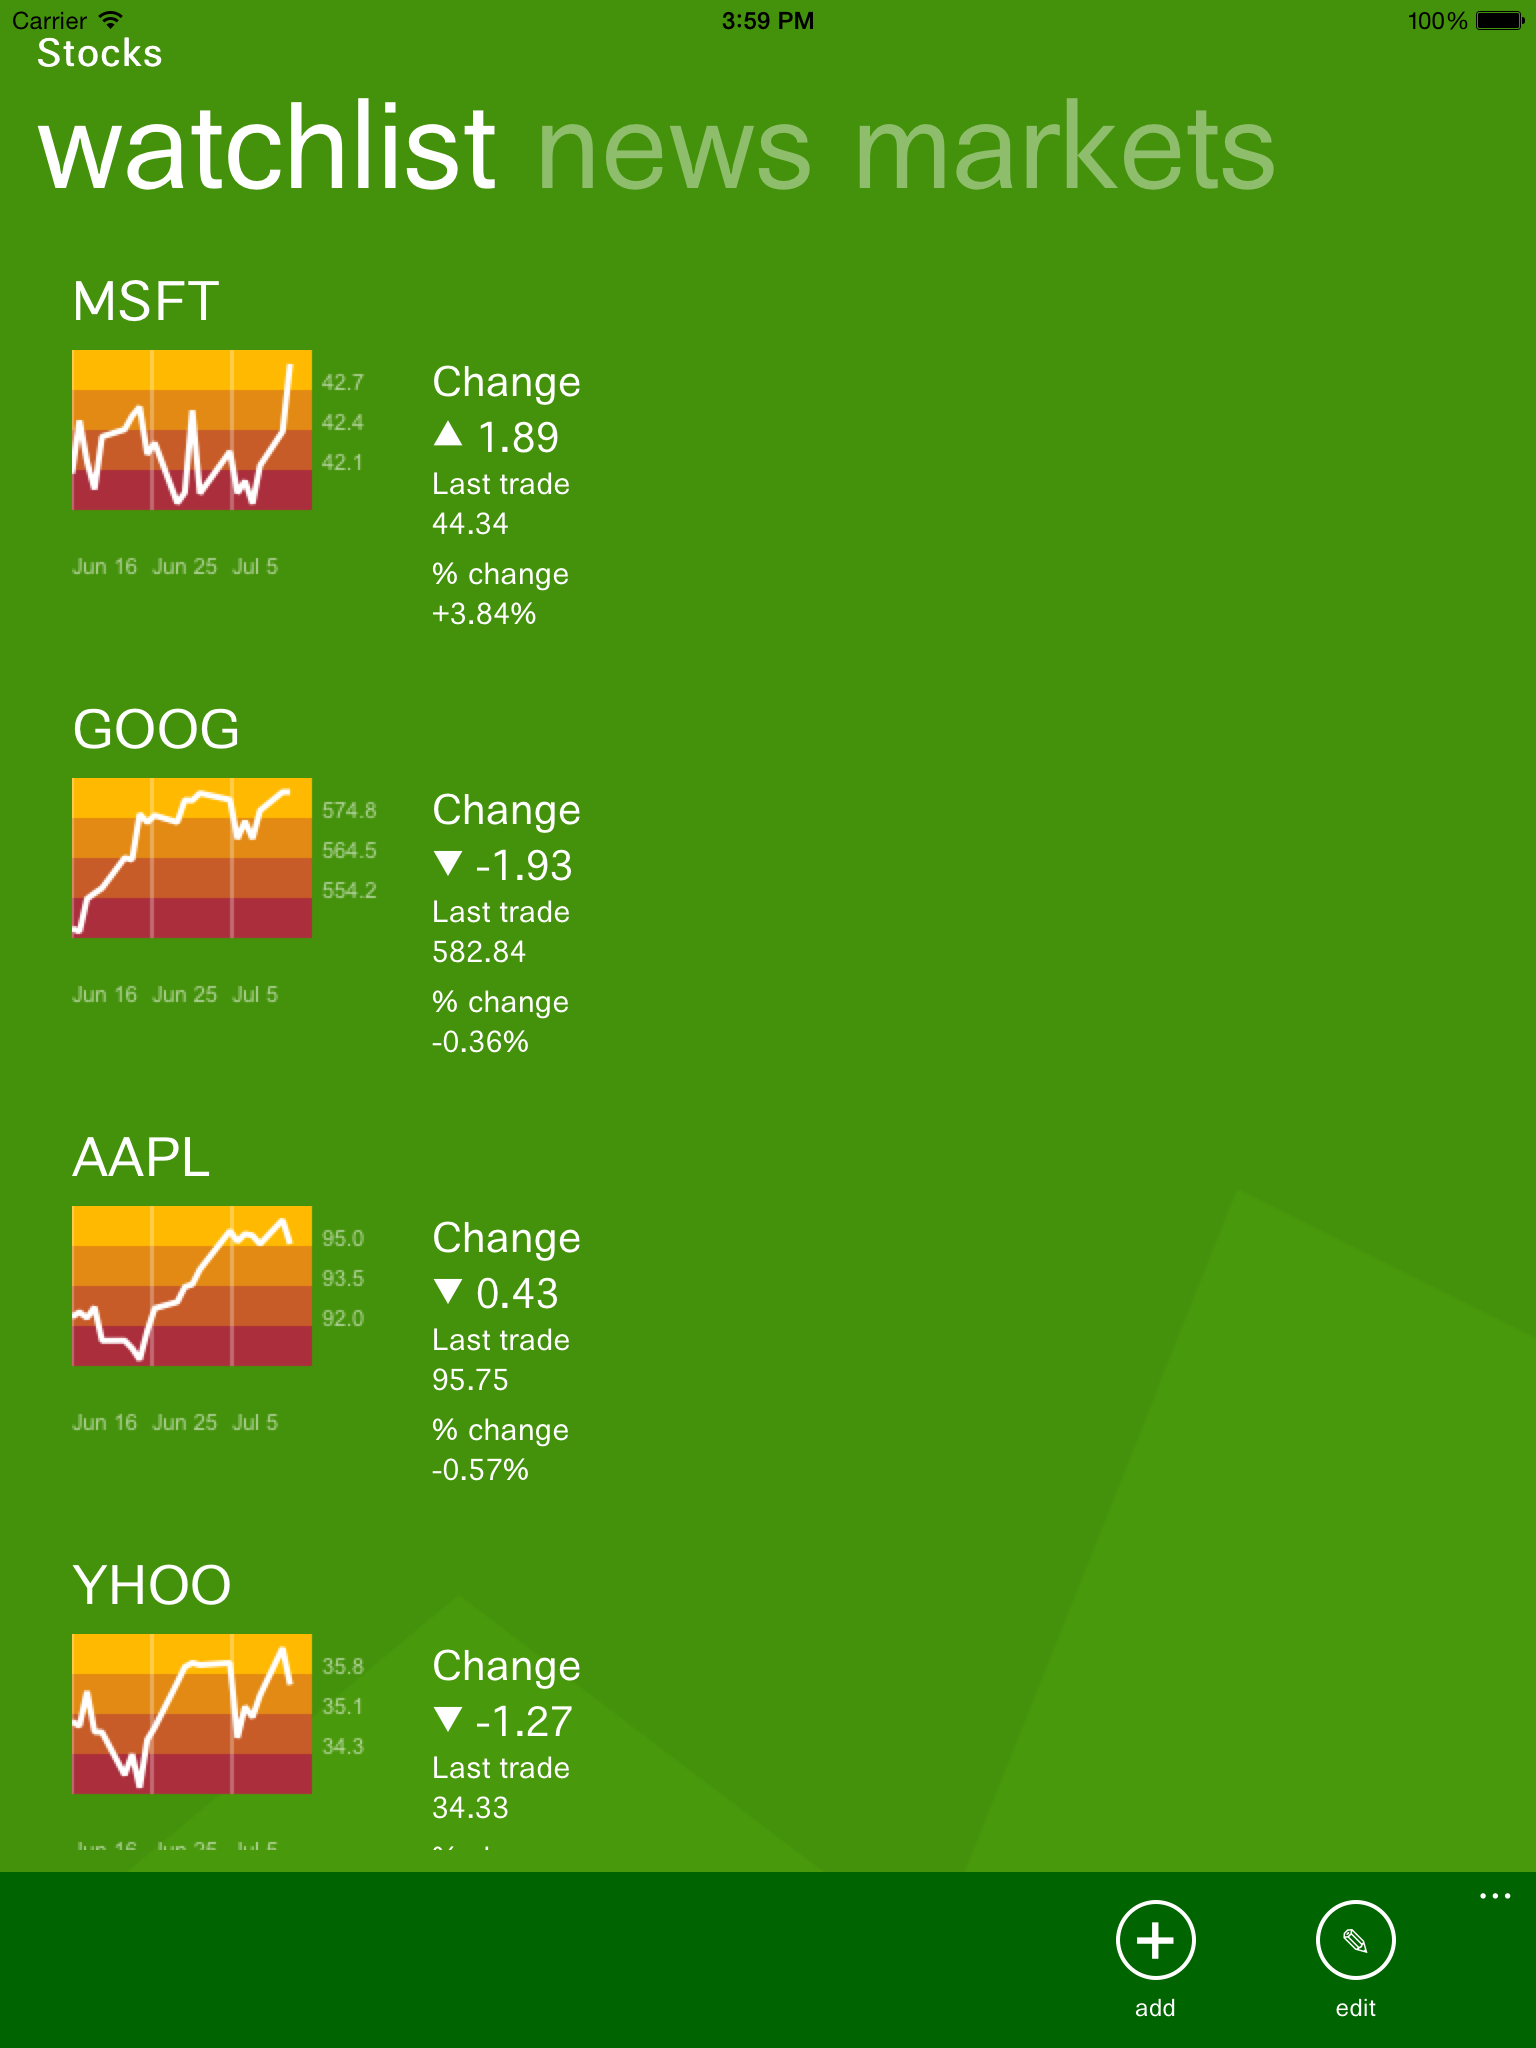 Carrier 3:59 PM 100%
Stocks
watchlist news markets
MSFT
42.7
42.4
42.1
Jun 16 Jun 25 Jul 5
Change
▲ 1.89
Last trade
44.34
% change
+3.84%
GOOG
574.8
564.5
554.2
Jun 16 Jun 25 Jul 5
Change
▼ -1.93
Last trade
582.84
% change
-0.36%
AAPL
95.0
93.5
92.0
Jun 16 Jun 25 Jul 5
Change
▼ 0.43
Last trade
95.75
% change
-0.57%
YHOO
35.8
35.1
34.3
Change
▼ -1.27
Last trade
34.33
...
add edit